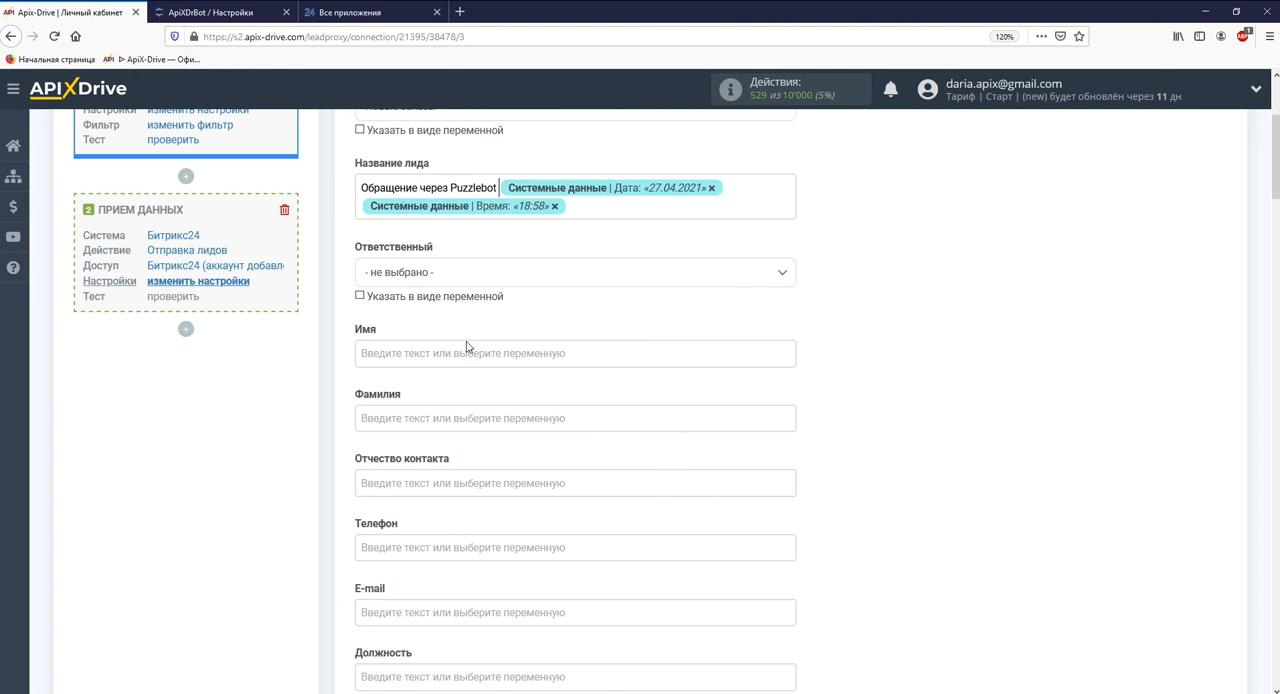 Apix-Drive | Личный кабинет
ApiXDrBot / Настройки
24 Все приложения
https://s2.apix-drive.com/leadproxy/connection/21395/38478/3
120%
Начальная страница
API ApiX-Drive — Офи...
APIXDrive
Действия:
529 из 10'000 (5%)
daria.apix@gmail.com
Тариф | Старт | (new) будет обновлён через 11 дн
Настройки изменить настройки
Фильтр изменить фильтр
Тест проверить
2 ПРИЕМ ДАННЫХ
Система Битрикс24
Действие Отправка лидов
Доступ Битрикс24 (аккаунт добавл
Настройки изменить настройки
Тест проверить
Указать в виде переменной
Название лида
Обращение через Puzzlebot Системные данные | Дата: «27.04.2021» ×
Системные данные | Время: «18:58» ×
Ответственный
- не выбрано -
Указать в виде переменной
Имя
Введите текст или выберите переменную
Фамилия
Введите текст или выберите переменную
Отчество контакта
Введите текст или выберите переменную
Телефон
Введите текст или выберите переменную
E-mail
Введите текст или выберите переменную
Должность
Введите текст или выберите переменную